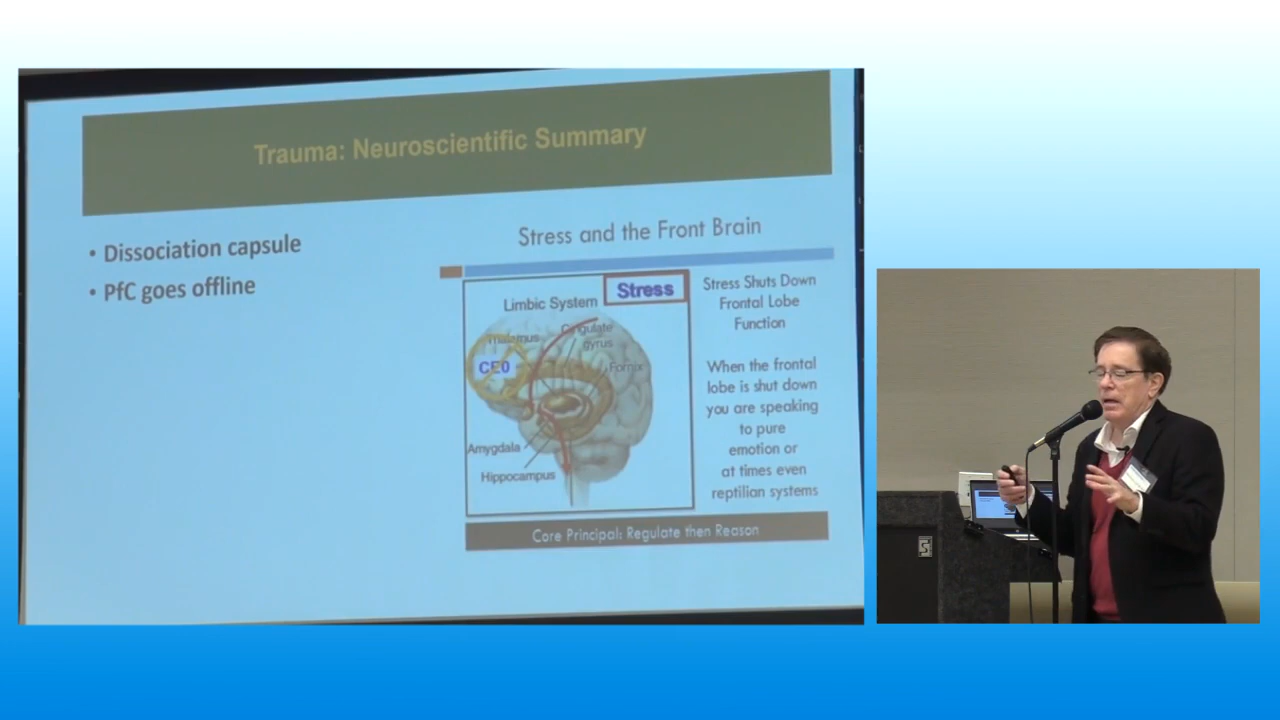 Trauma: Neuroscientific Summary
• Dissociation capsule
• PfC goes offline
Stress and the Front Brain
Stress
Limbic System
Thalamus
Cingulate
gyrus
CEO
Fornix
Amygdala
Hippocampus
Stress Shuts Down
Frontal Lobe
Function
When the frontal
lobe is shut down
you are speaking
to pure
emotion or
at times even
reptilian systems
Core Principal: Regulate then Reason